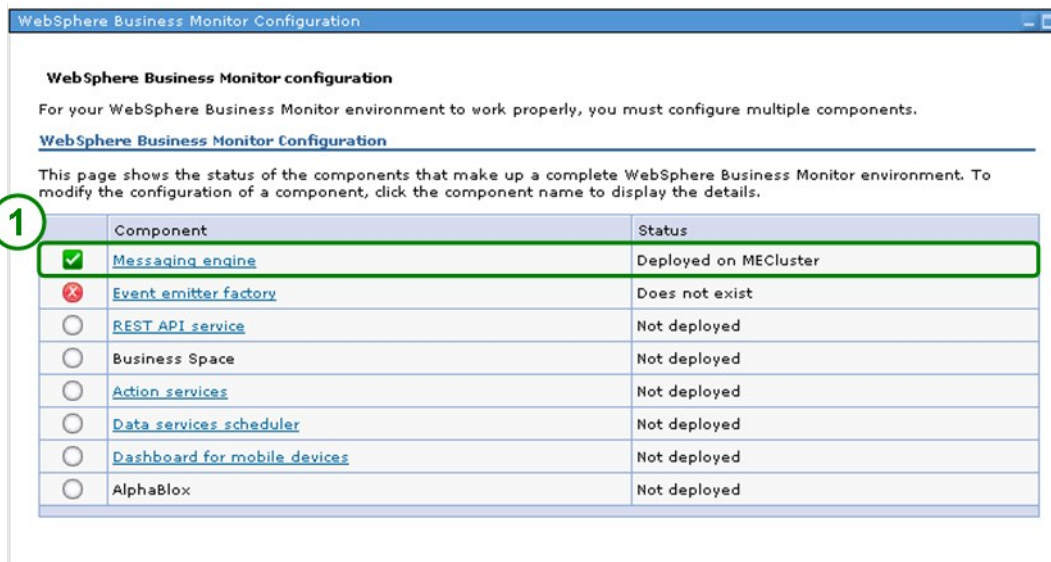 WebSphere Business Monitor Configuration
WebSphere Business Monitor configuration
For your WebSphere Business Monitor environment to work properly, you must configure multiple components.
WebSphere Business Monitor Configuration
This page shows the status of the components that make up a complete WebSphere Business Monitor environment. To
modify the configuration of a component, click the component name to display the details.
1
Component Status
Messaging engine Deployed on MECluster
Event emitter factory Does not exist
REST API service Not deployed
Business Space Not deployed
Action services Not deployed
Data services scheduler Not deployed
Dashboard for mobile devices Not deployed
AlphaBlox Not deployed